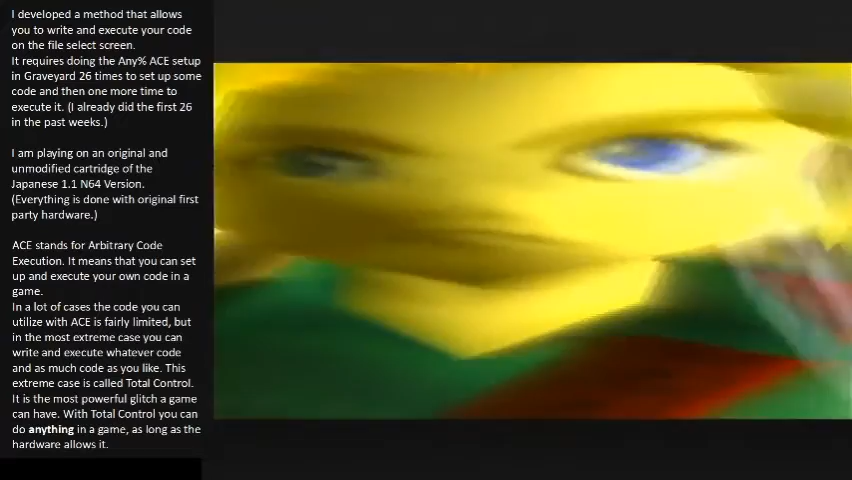 I developed a method that allows
you to write and execute your code
on the file select screen.
It requires doing the Any% ACE setup
in Graveyard 26 times to set up some
code and then one more time to
execute it. (I already did the first 26
in the past weeks.)
I am playing on an original and
unmodified cartridge of the
Japanese 1.1 N64 Version.
(Everything is done with original first
party hardware.)
ACE stands for Arbitrary Code
Execution. It means that you can set
up and execute your own code in a
game.
In a lot of cases the code you can
utilize with ACE is fairly limited, but
in the most extreme case you can
write and execute whatever code
and as much code as you like. This
extreme case is called Total Control.
It is the most powerful glitch a game
can have. With Total Control you can
do anything in a game, as long as the
hardware allows it.